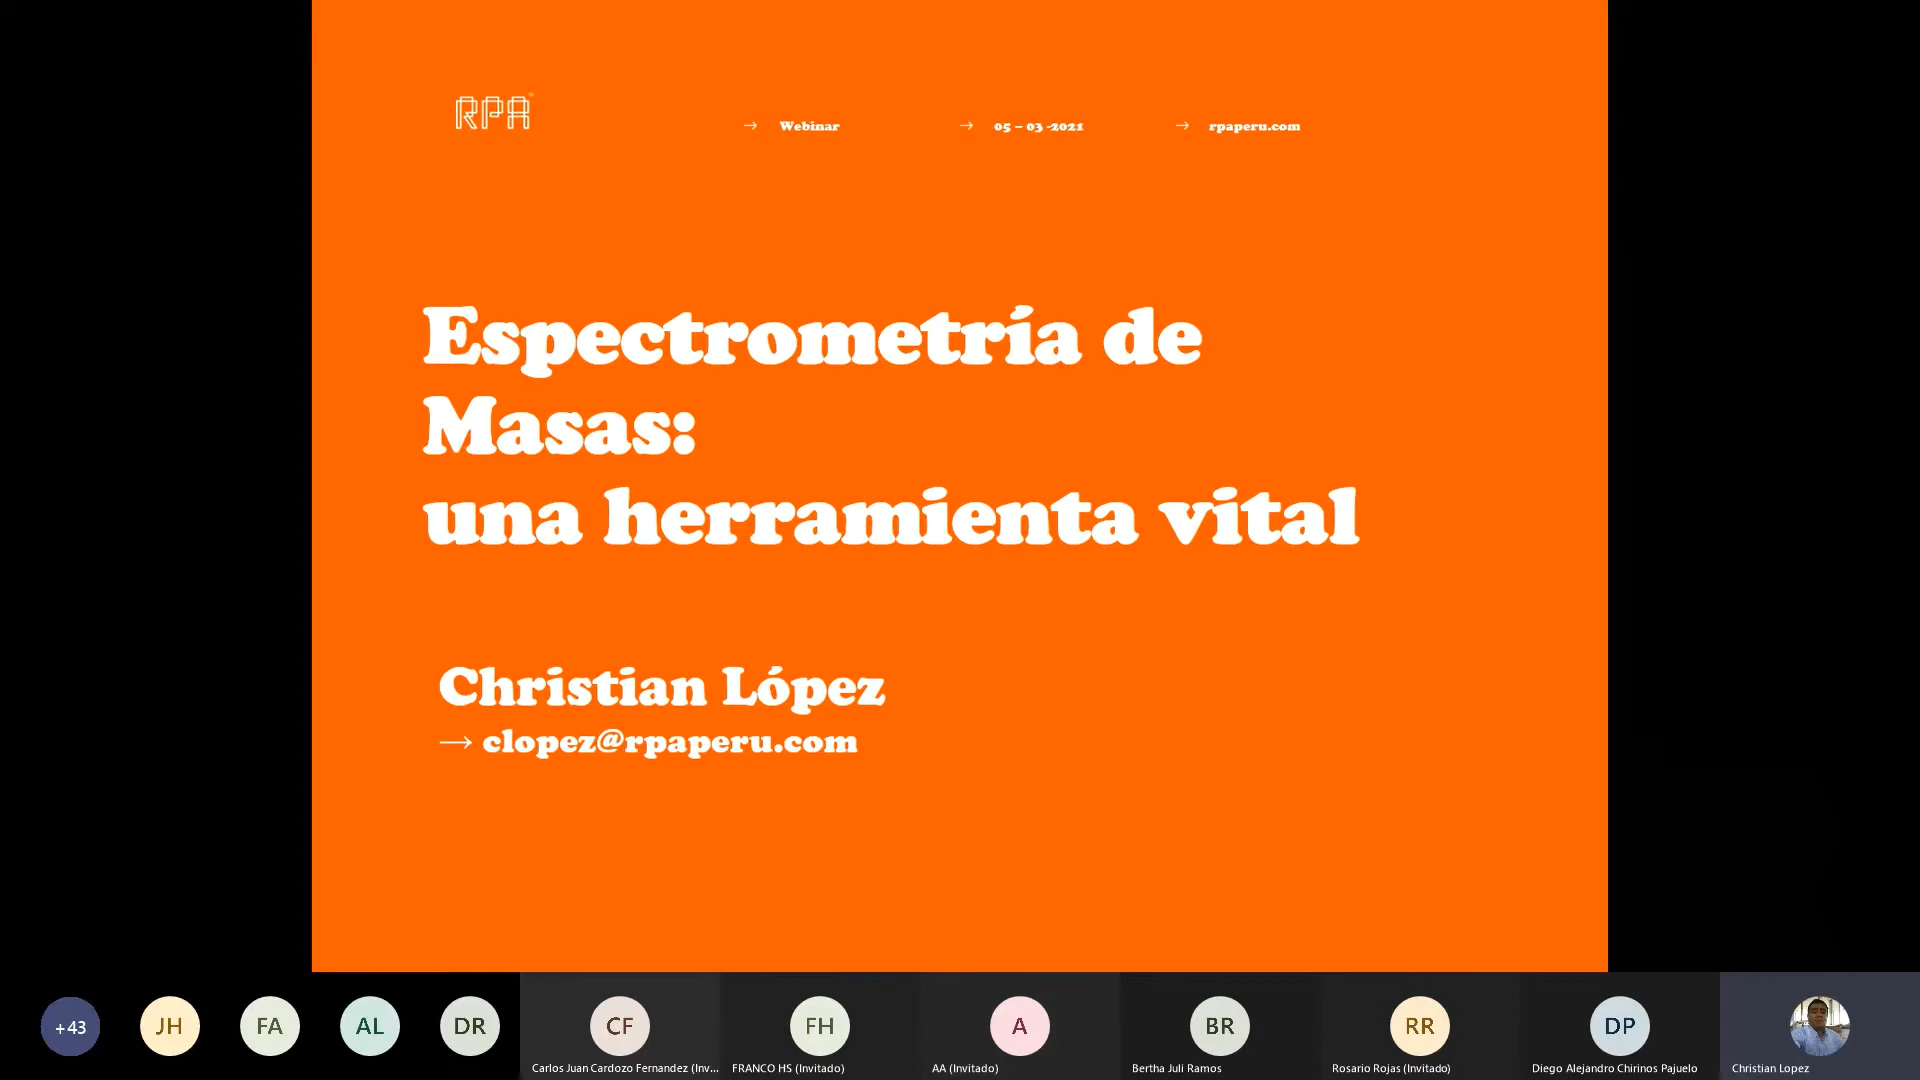 RPA
→ Webinar → 05 – 03 -2021 → rpaperu.com
Espectrometría de
Masas:
una herramienta vital
Christian López
→ clopez@rpaperu.com
+43 JH FA AL DR CF FH A BR RR DP
Carlos Juan Cardozo Fernandez (Inv... FRANCO HS (Invitado) AA (Invitado) Bertha Juli Ramos Rosario Rojas (Invitado) Diego Alejandro Chirinos Pajuelo Christian Lopez